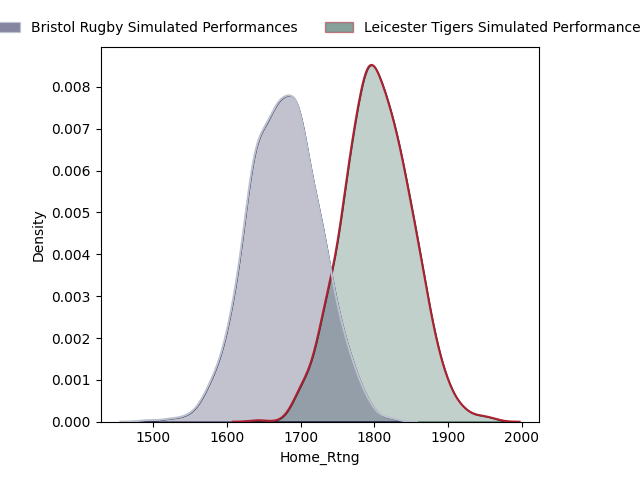 Bristol Rugby Simulated Performances Leicester Tigers Simulated Performance
0.008
0.007
0.006
0.005
0.004
0.003
0.002
0.001
0.000
Density
1500 1600 1700 1800 1900 2000
Home_Rtng